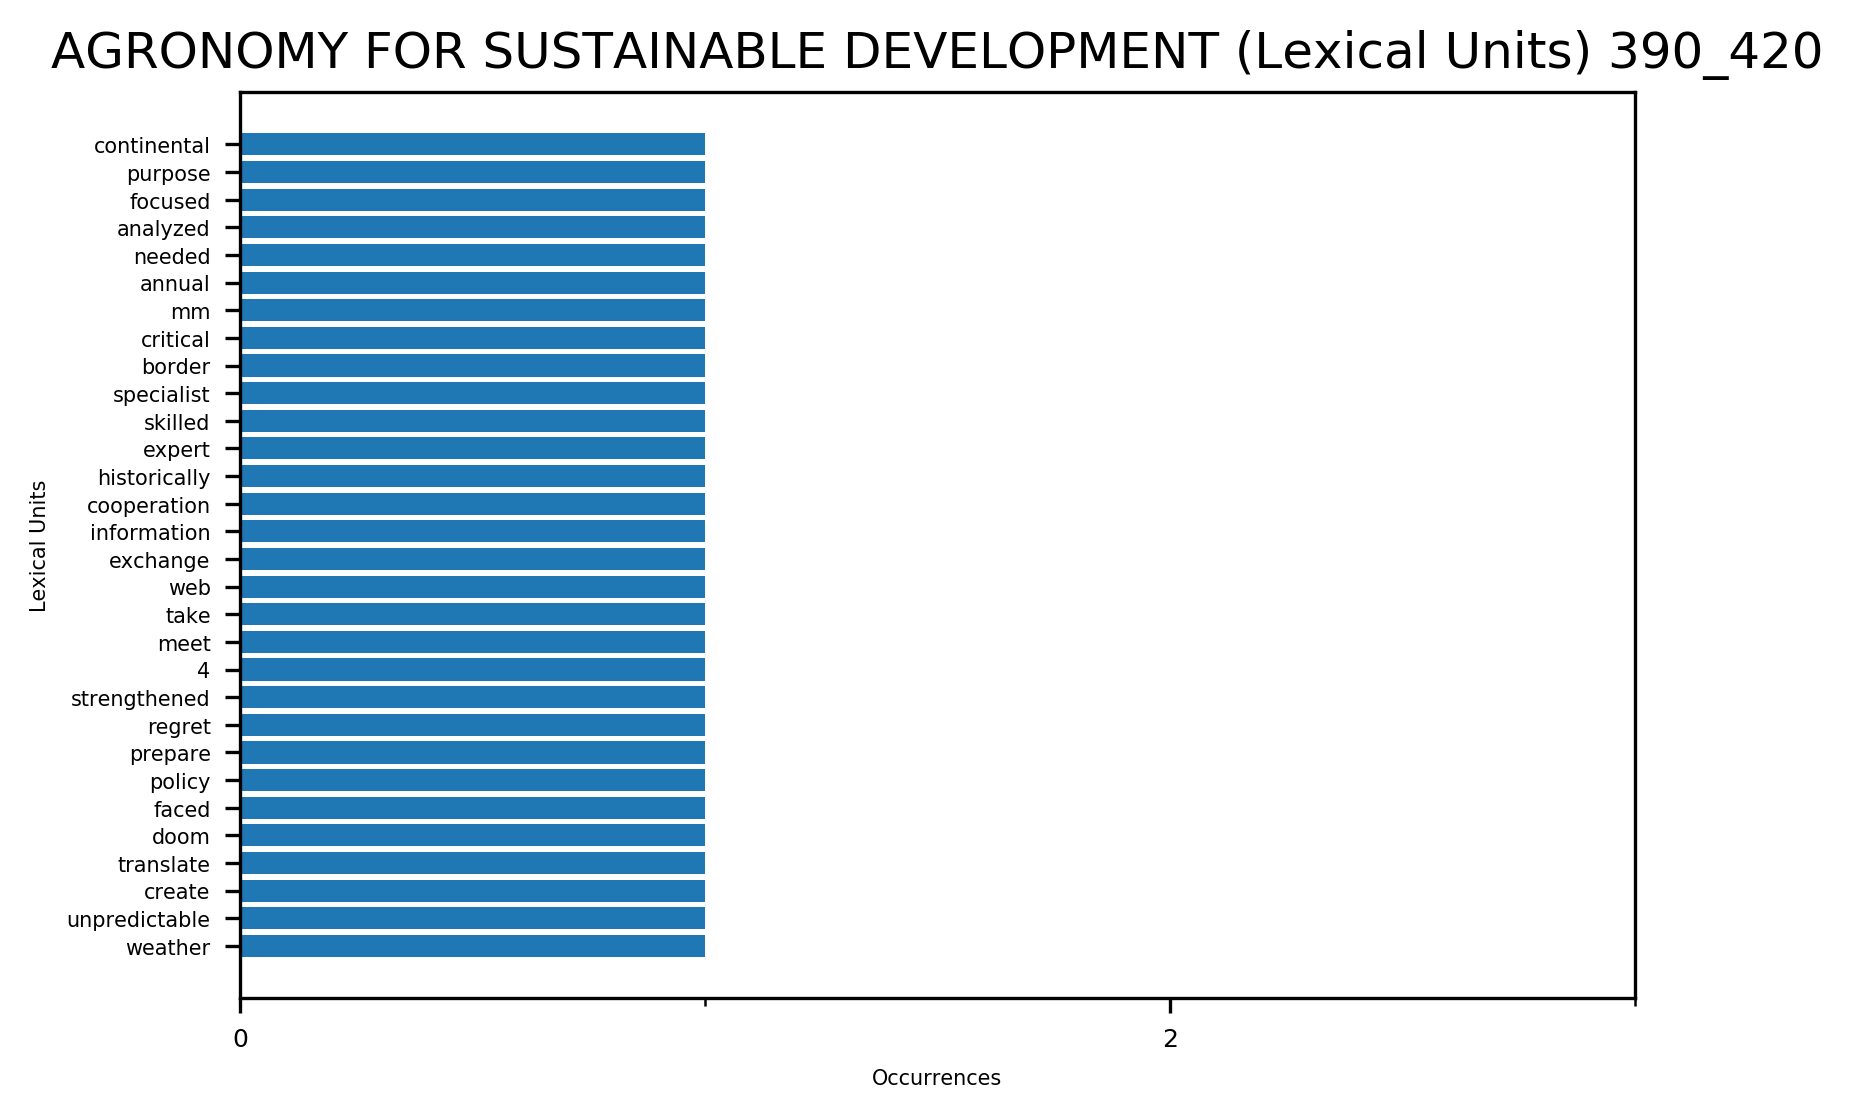 AGRONOMY FOR SUSTAINABLE DEVELOPMENT (Lexical Units) 390_420
continental
purpose
focused
analyzed
needed
annual
mm
critical
border
specialist
skilled
expert
historically
cooperation
information
exchange
web
take
meet
4
strengthened
regret
prepare
policy
faced
doom
translate
create
unpredictable
weather
Lexical Units
0 2
Occurrences